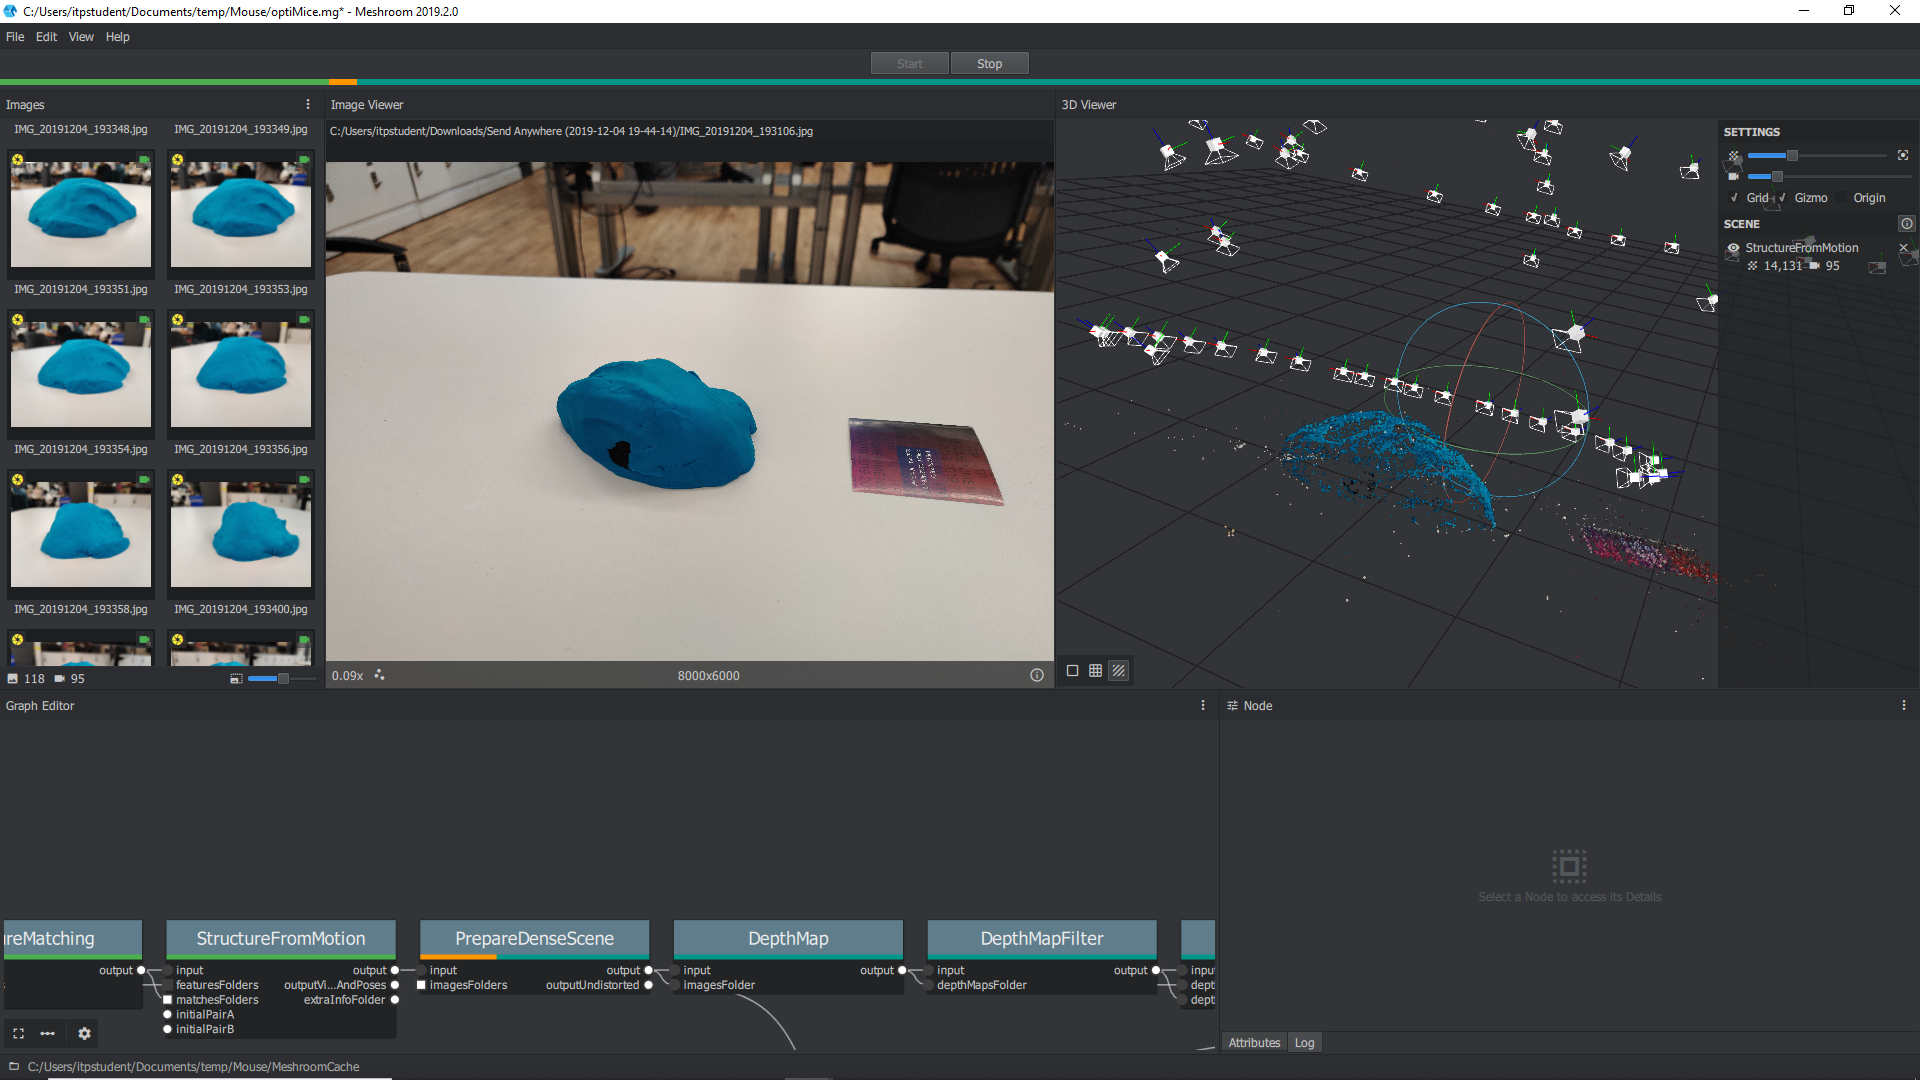 C:/Users/itpstudent/Documents/temp/Mouse/optiMice.mg* - Meshroom 2019.2.0
File Edit View Help
Start Stop
Images
IMG_20191204_193348.jpg IMG_20191204_193349.jpg
IMG_20191204_193351.jpg IMG_20191204_193353.jpg
IMG_20191204_193354.jpg IMG_20191204_193356.jpg
IMG_20191204_193358.jpg IMG_20191204_193400.jpg
118 95
Image Viewer
C:/Users/itpstudent/Downloads/Send Anywhere (2019-12-04 19-44-14)/IMG_20191204_193106.jpg
0.09x 8000x6000
3D Viewer
SETTINGS
Grid Gizmo Origin
SCENE
StructureFromMotion
14,131 95
Graph Editor
ureMatching
output
StructureFromMotion
input output
featuresFolders outputVi...AndPoses
matchesFolders extraInfoFolder
initialPairA
initialPairB
PrepareDenseScene
input output
imagesFolders outputUndistorted
DepthMap
input output
imagesFolder
DepthMapFilter
input output
depthMapsFolder
input
dept
dept
Node
Select a Node to access its Details
Attributes Log
C:/Users/itpstudent/Documents/temp/Mouse/MeshroomCache